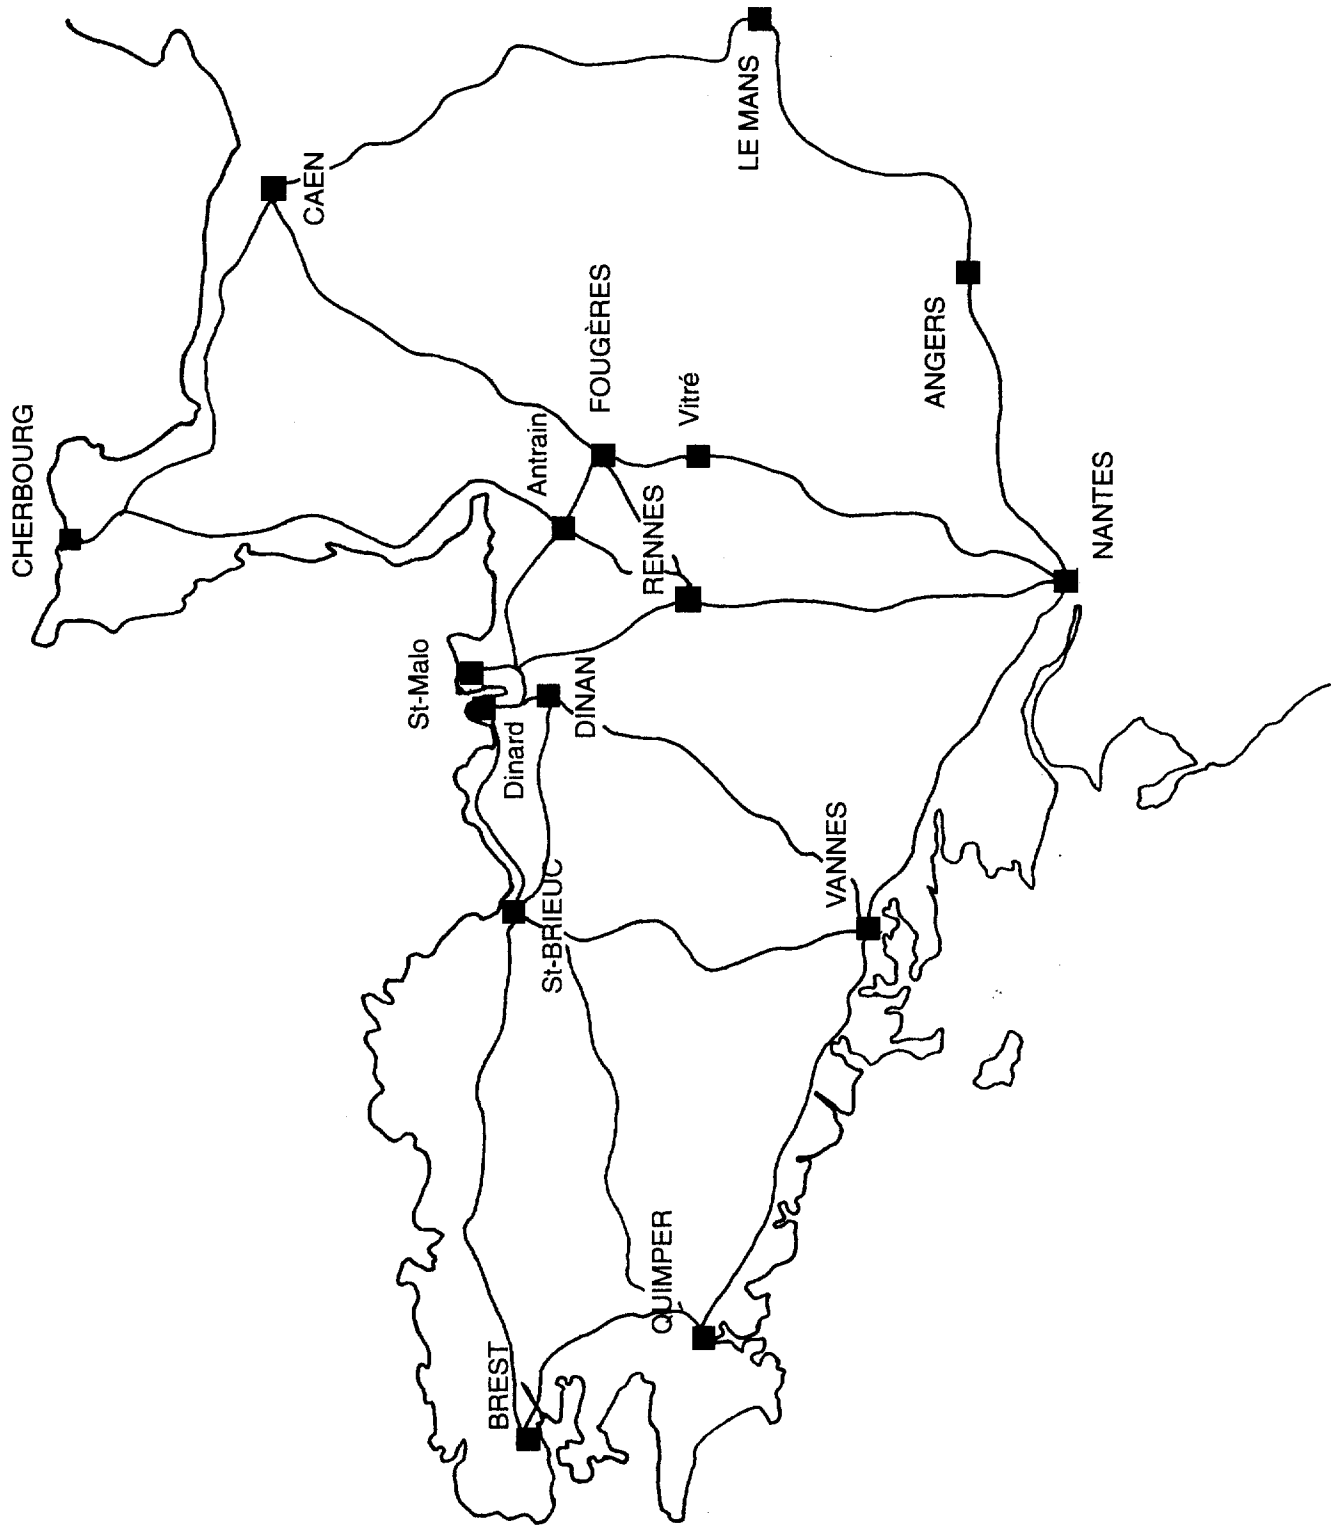 CHERBOURG
CAEN
LE MANS
FOUGÈRES
Antrain
Vitré
ANGERS
RENNES
NANTES
St-Malo
Dinard
DINAN
St-BRIEUC
VANNES
QUIMPER
BREST